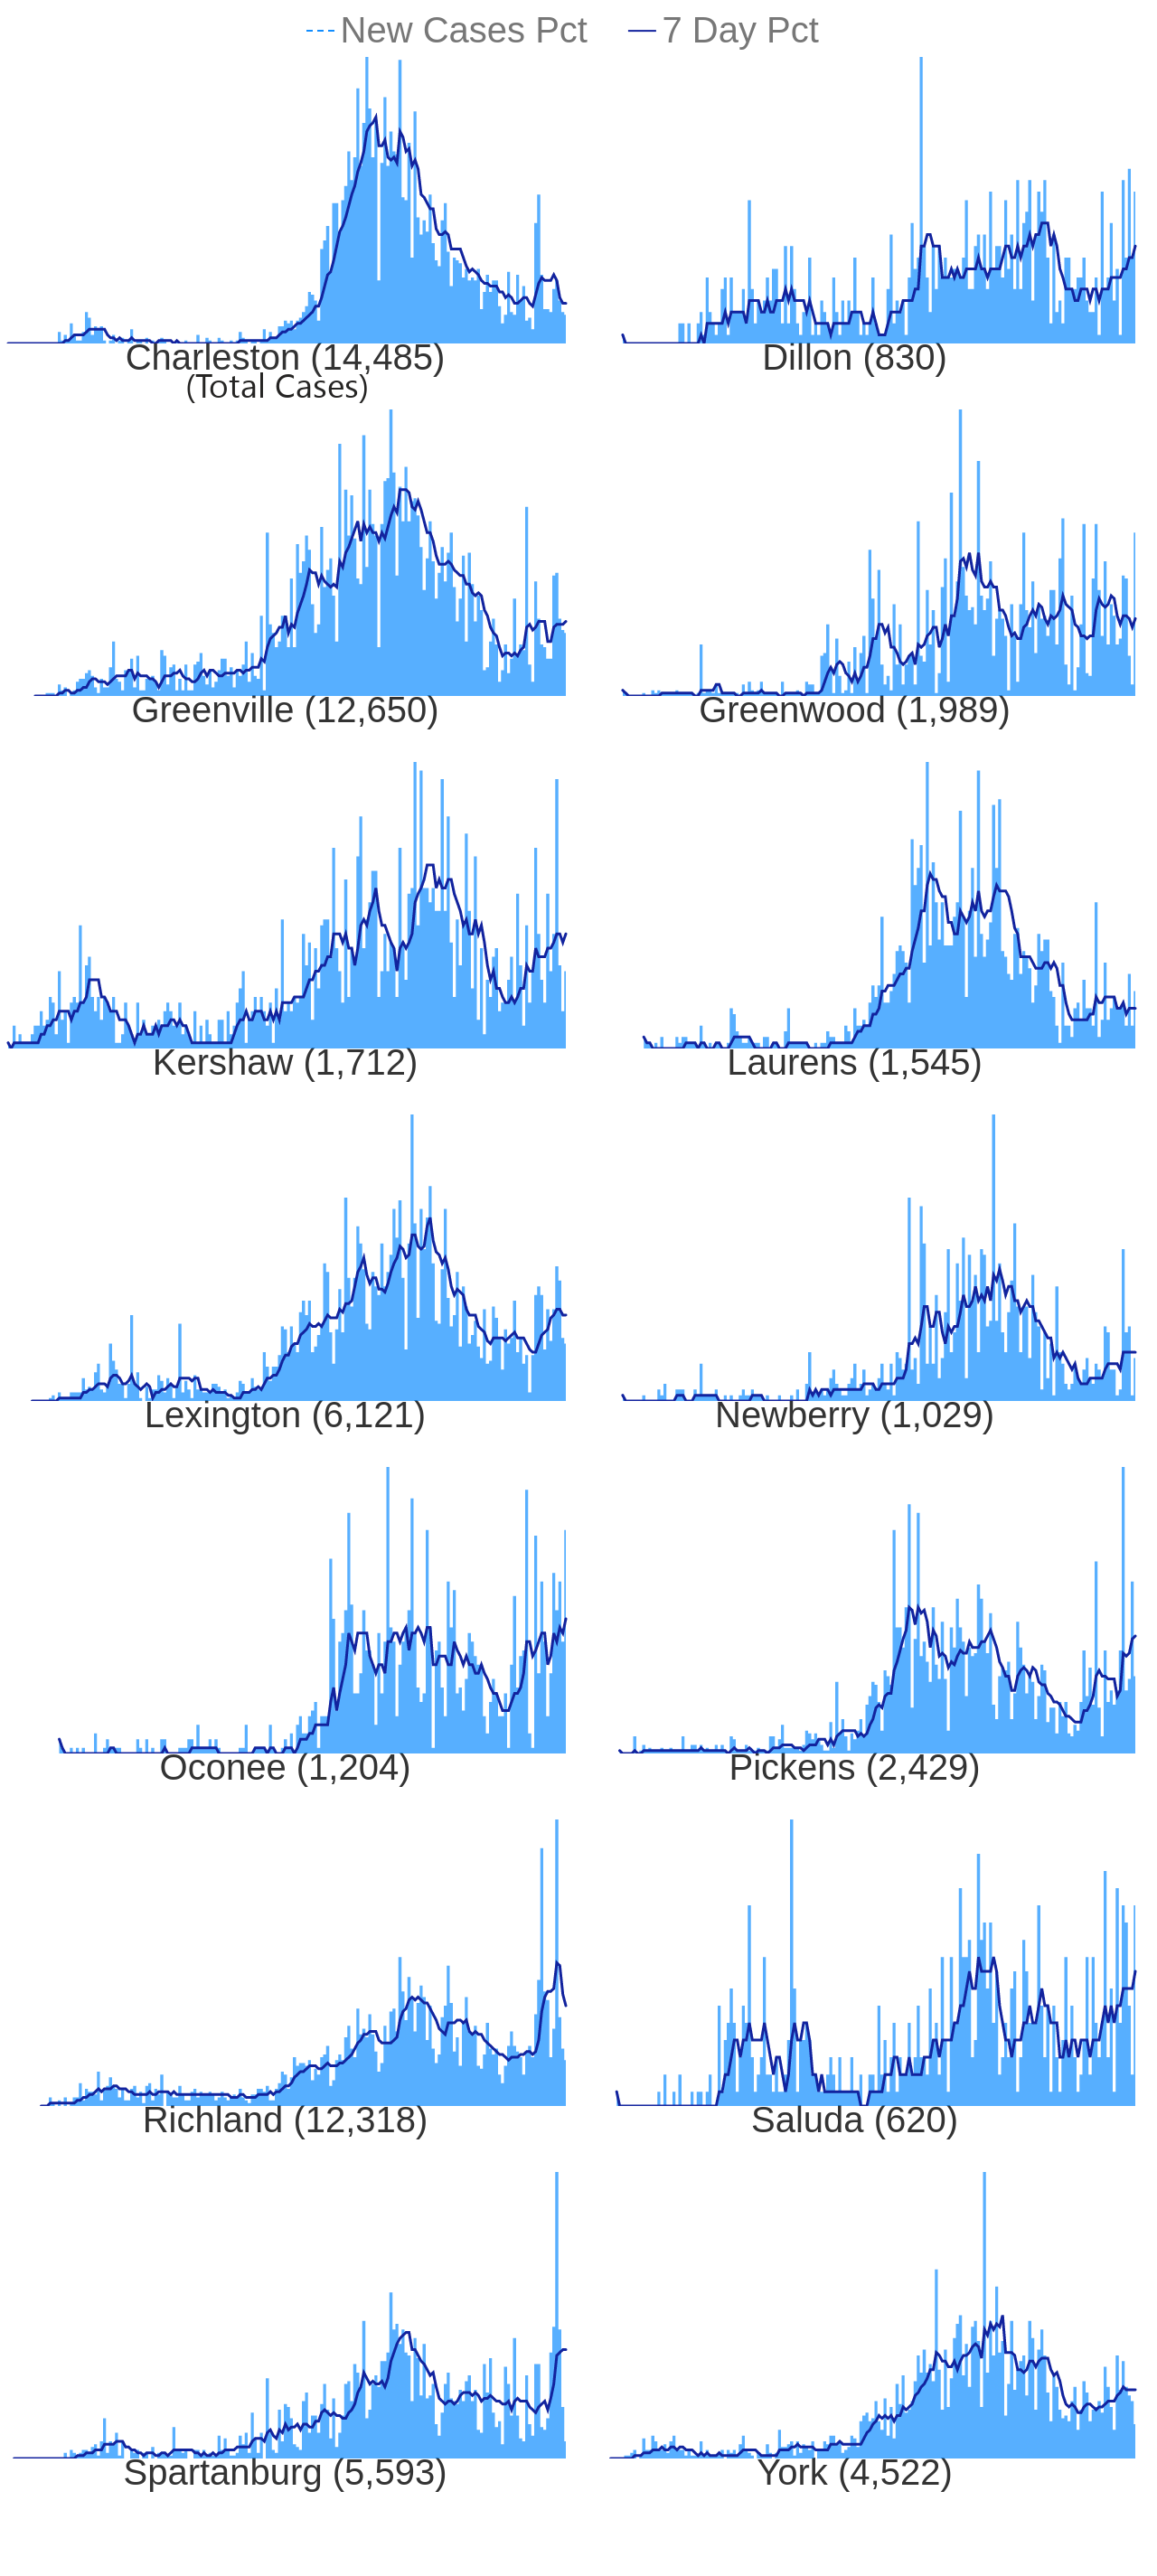 New Cases Pct 7 Day Pct
Charleston (14,485) Dillon (830)
(Total Cases)
Greenville (12,650) Greenwood (1,989)
Kershaw (1,712) Laurens (1,545)
Lexington (6,121) Newberry (1,029)
Oconee (1,204) Pickens (2,429)
Richland (12,318) Saluda (620)
Spartanburg (5,593) York (4,522)